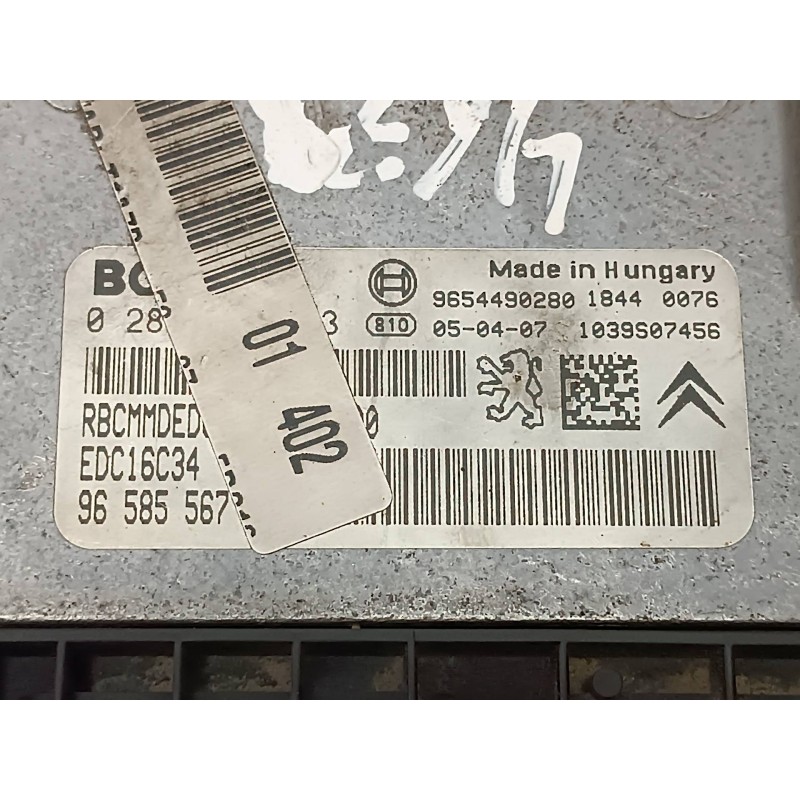 BO
Made in Hungary
9654490280 1844 0076
0 28 3
810 05-04-07 1039S07456
01 402
RBCMMDED 0
EDC16C34
96 585 567